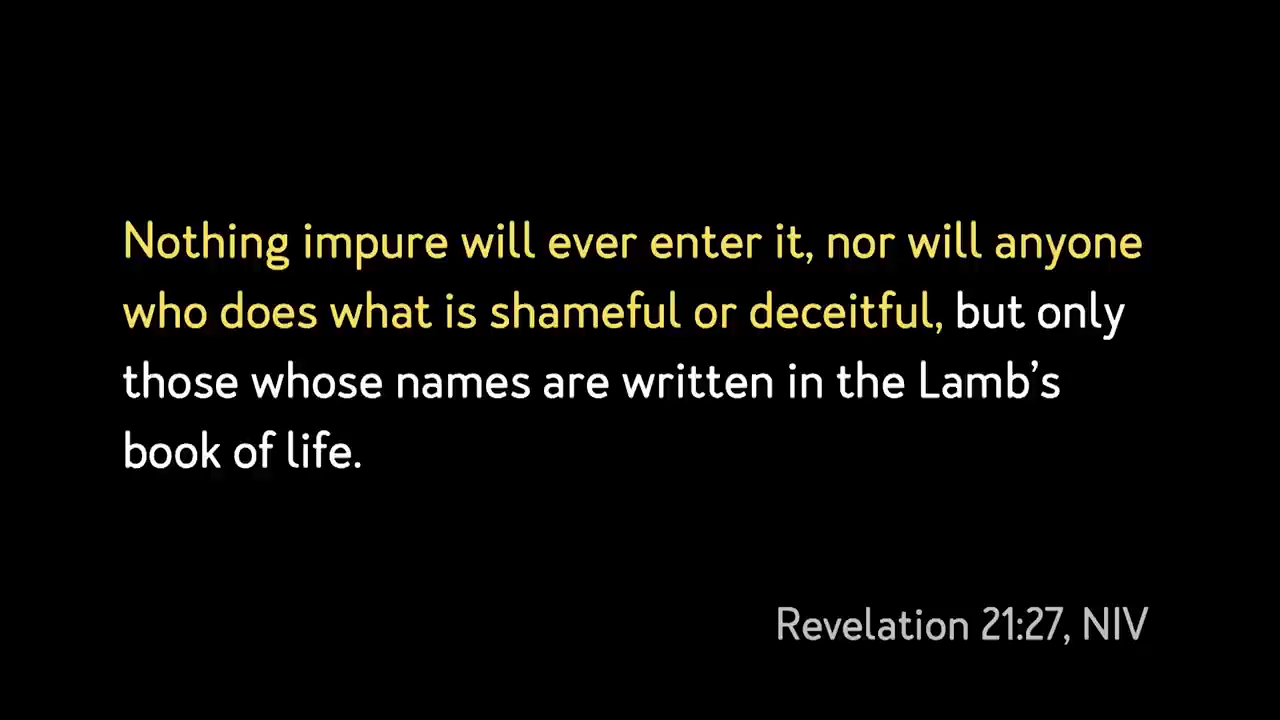 Nothing impure will ever enter it, nor will anyone
who does what is shameful or deceitful, but only
those whose names are written in the Lamb’s
book of life.
Revelation 21:27, NIV